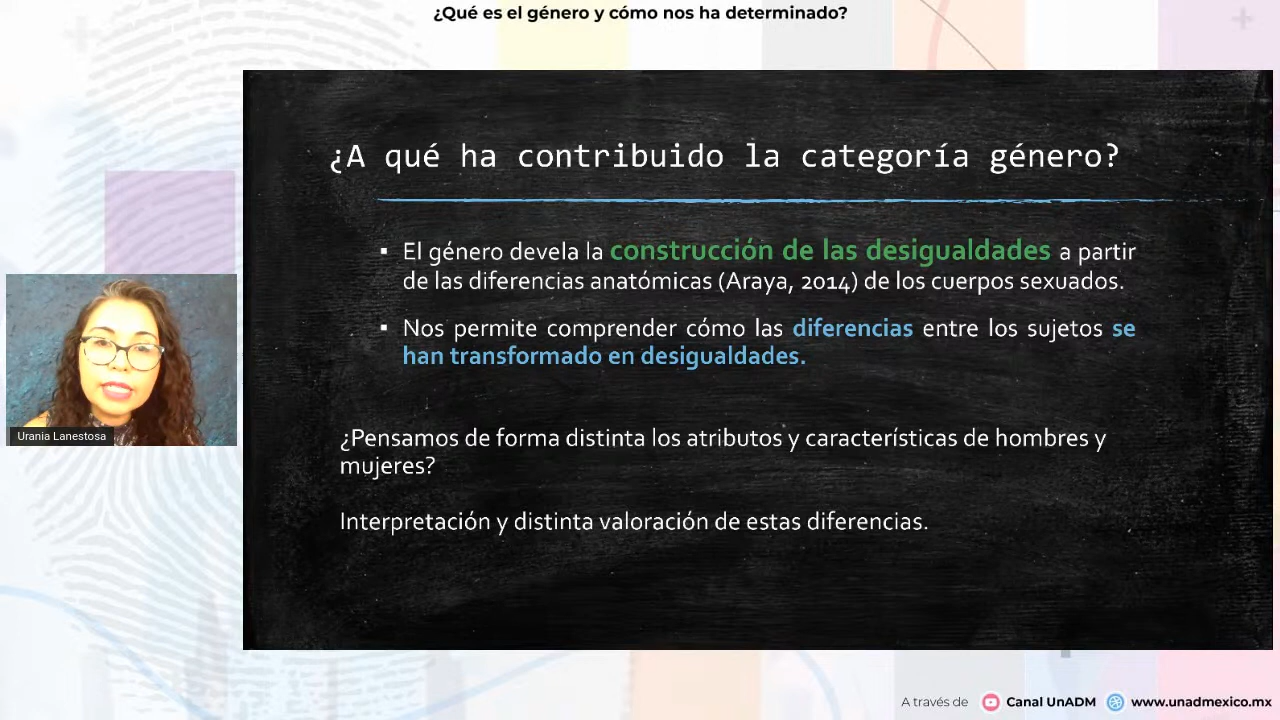 ¿Qué es el género y cómo nos ha determinado?
¿A qué ha contribuido la categoría género?
▪ El género devela la construcción de las desigualdades a partir
de las diferencias anatómicas (Araya, 2014) de los cuerpos sexuados.
▪ Nos permite comprender cómo las diferencias entre los sujetos se
han transformado en desigualdades.
¿Pensamos de forma distinta los atributos y características de hombres y
mujeres?
Interpretación y distinta valoración de estas diferencias.
Urania Lanestosa
A través de Canal UnADM www.unadmexico.mx